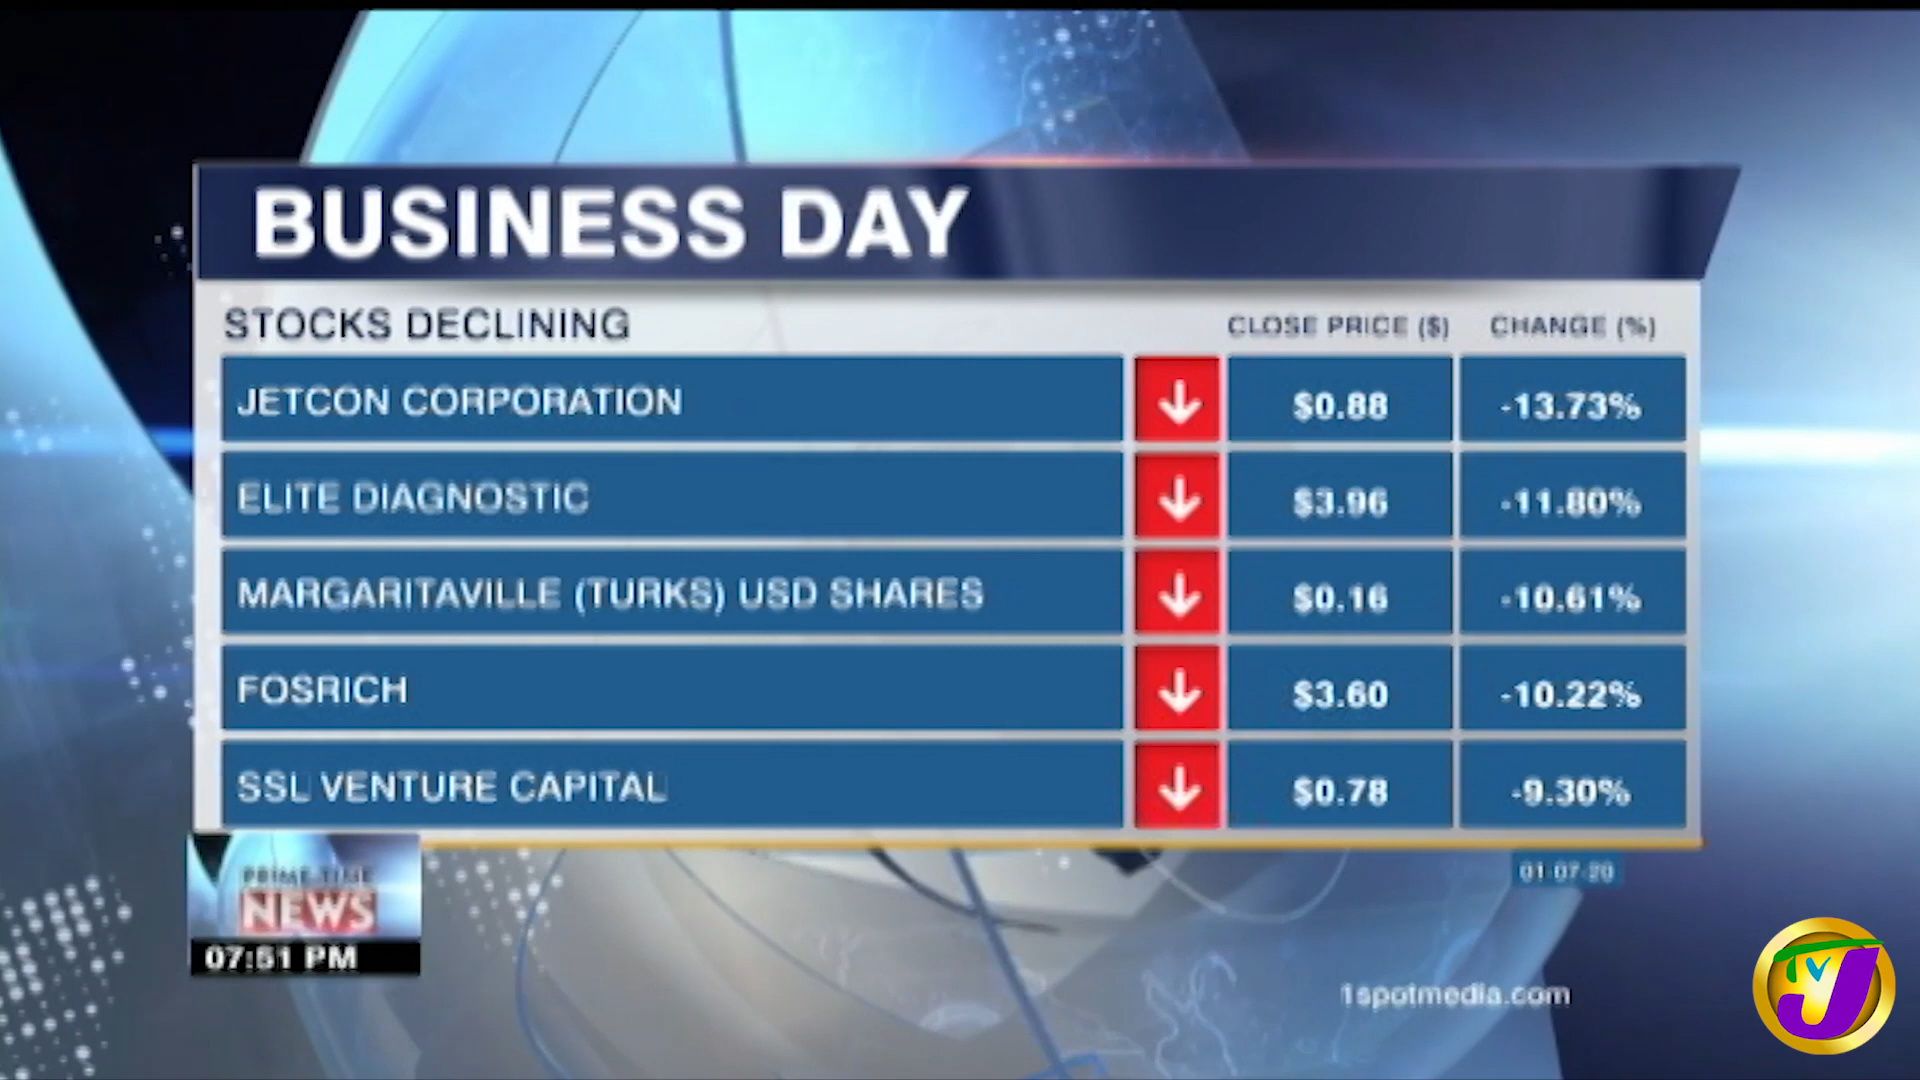 BUSINESS DAY
STOCKS DECLINING CLOSE PRICE ($) CHANGE (%)
JETCON CORPORATION $0.88 -13.73%
ELITE DIAGNOSTIC $3.96 -11.80%
MARGARITAVILLE (TURKS) USD SHARES $0.16 -10.61%
FOSRICH $3.60 -10.22%
SSL VENTURE CAPITAL $0.78 -9.30%
01-07-20
PRIME TIME
NEWS
07:51 PM
1spotmedia.com
TVJ